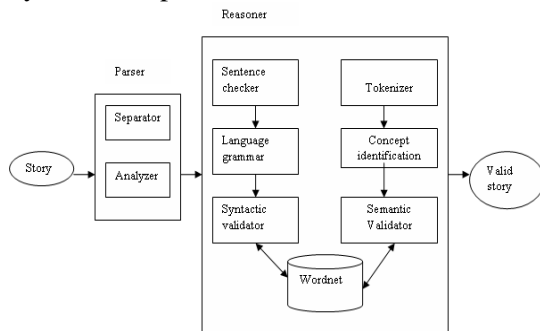 Reasoner
Parser
Separator
Analyzer
Story
Sentence
checker
Language
grammar
Syntactic
validator
Tokenizer
Concept
identification
Semantic
Validator
Wordnet
Valid
story